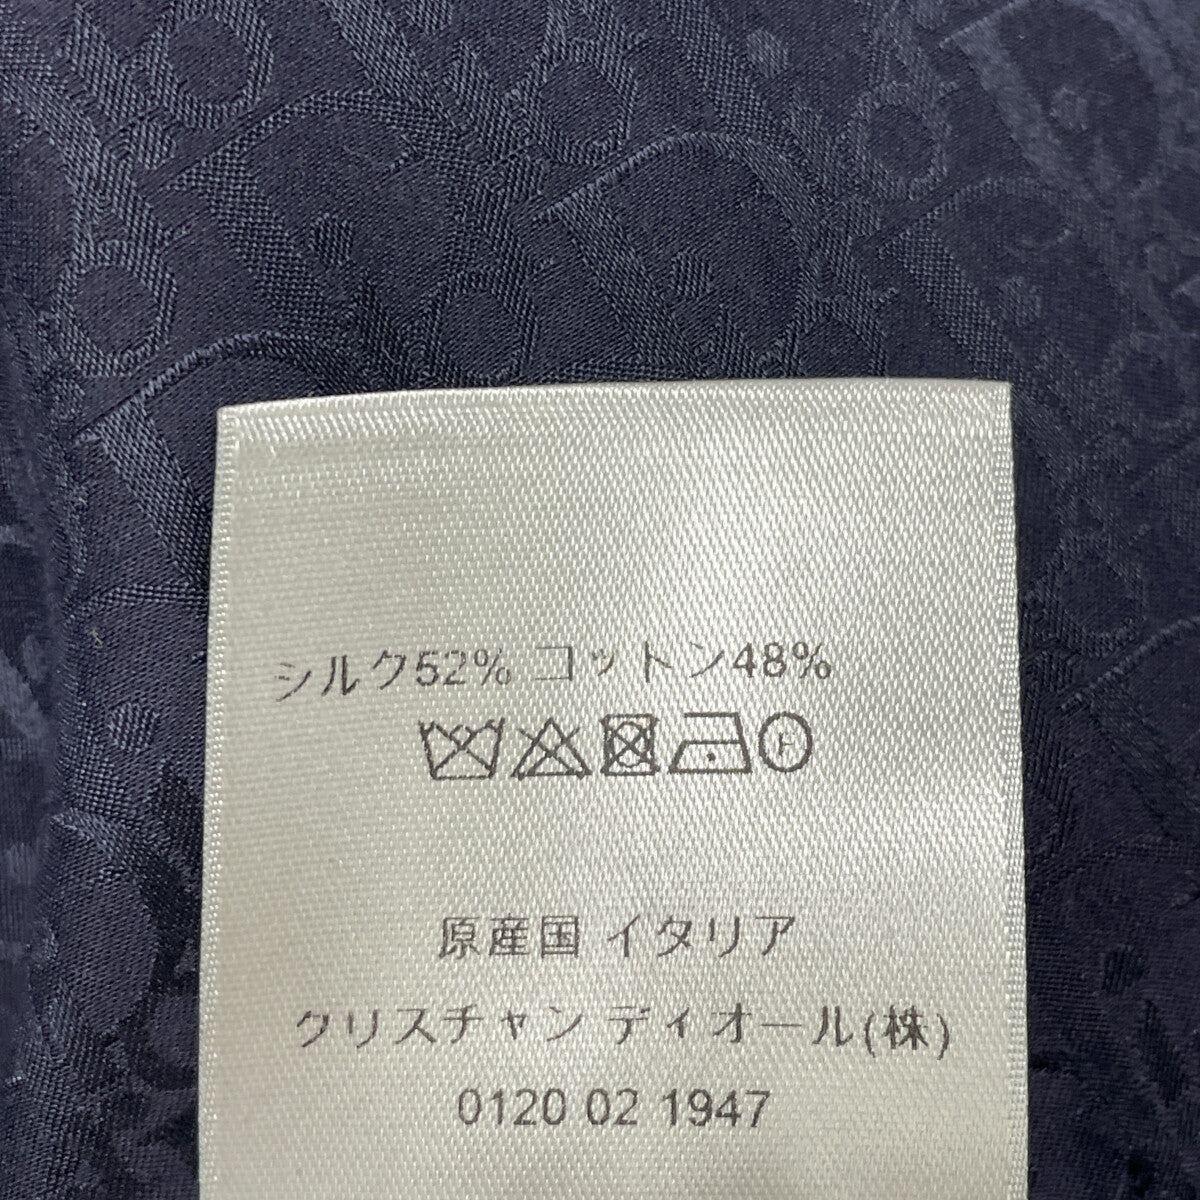 シルク52% コットン48%
F
原産国 イタリア
クリスチャン ディオール(株)
0120 02 1947